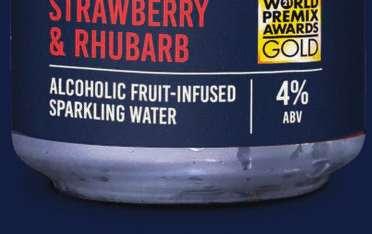 STRAWBERRY
& RHUBARB
WORLD
PREMIX
AWARDS
GOLD
ALCOHOLIC FRUIT-INFUSED
SPARKLING WATER
4%
ABV